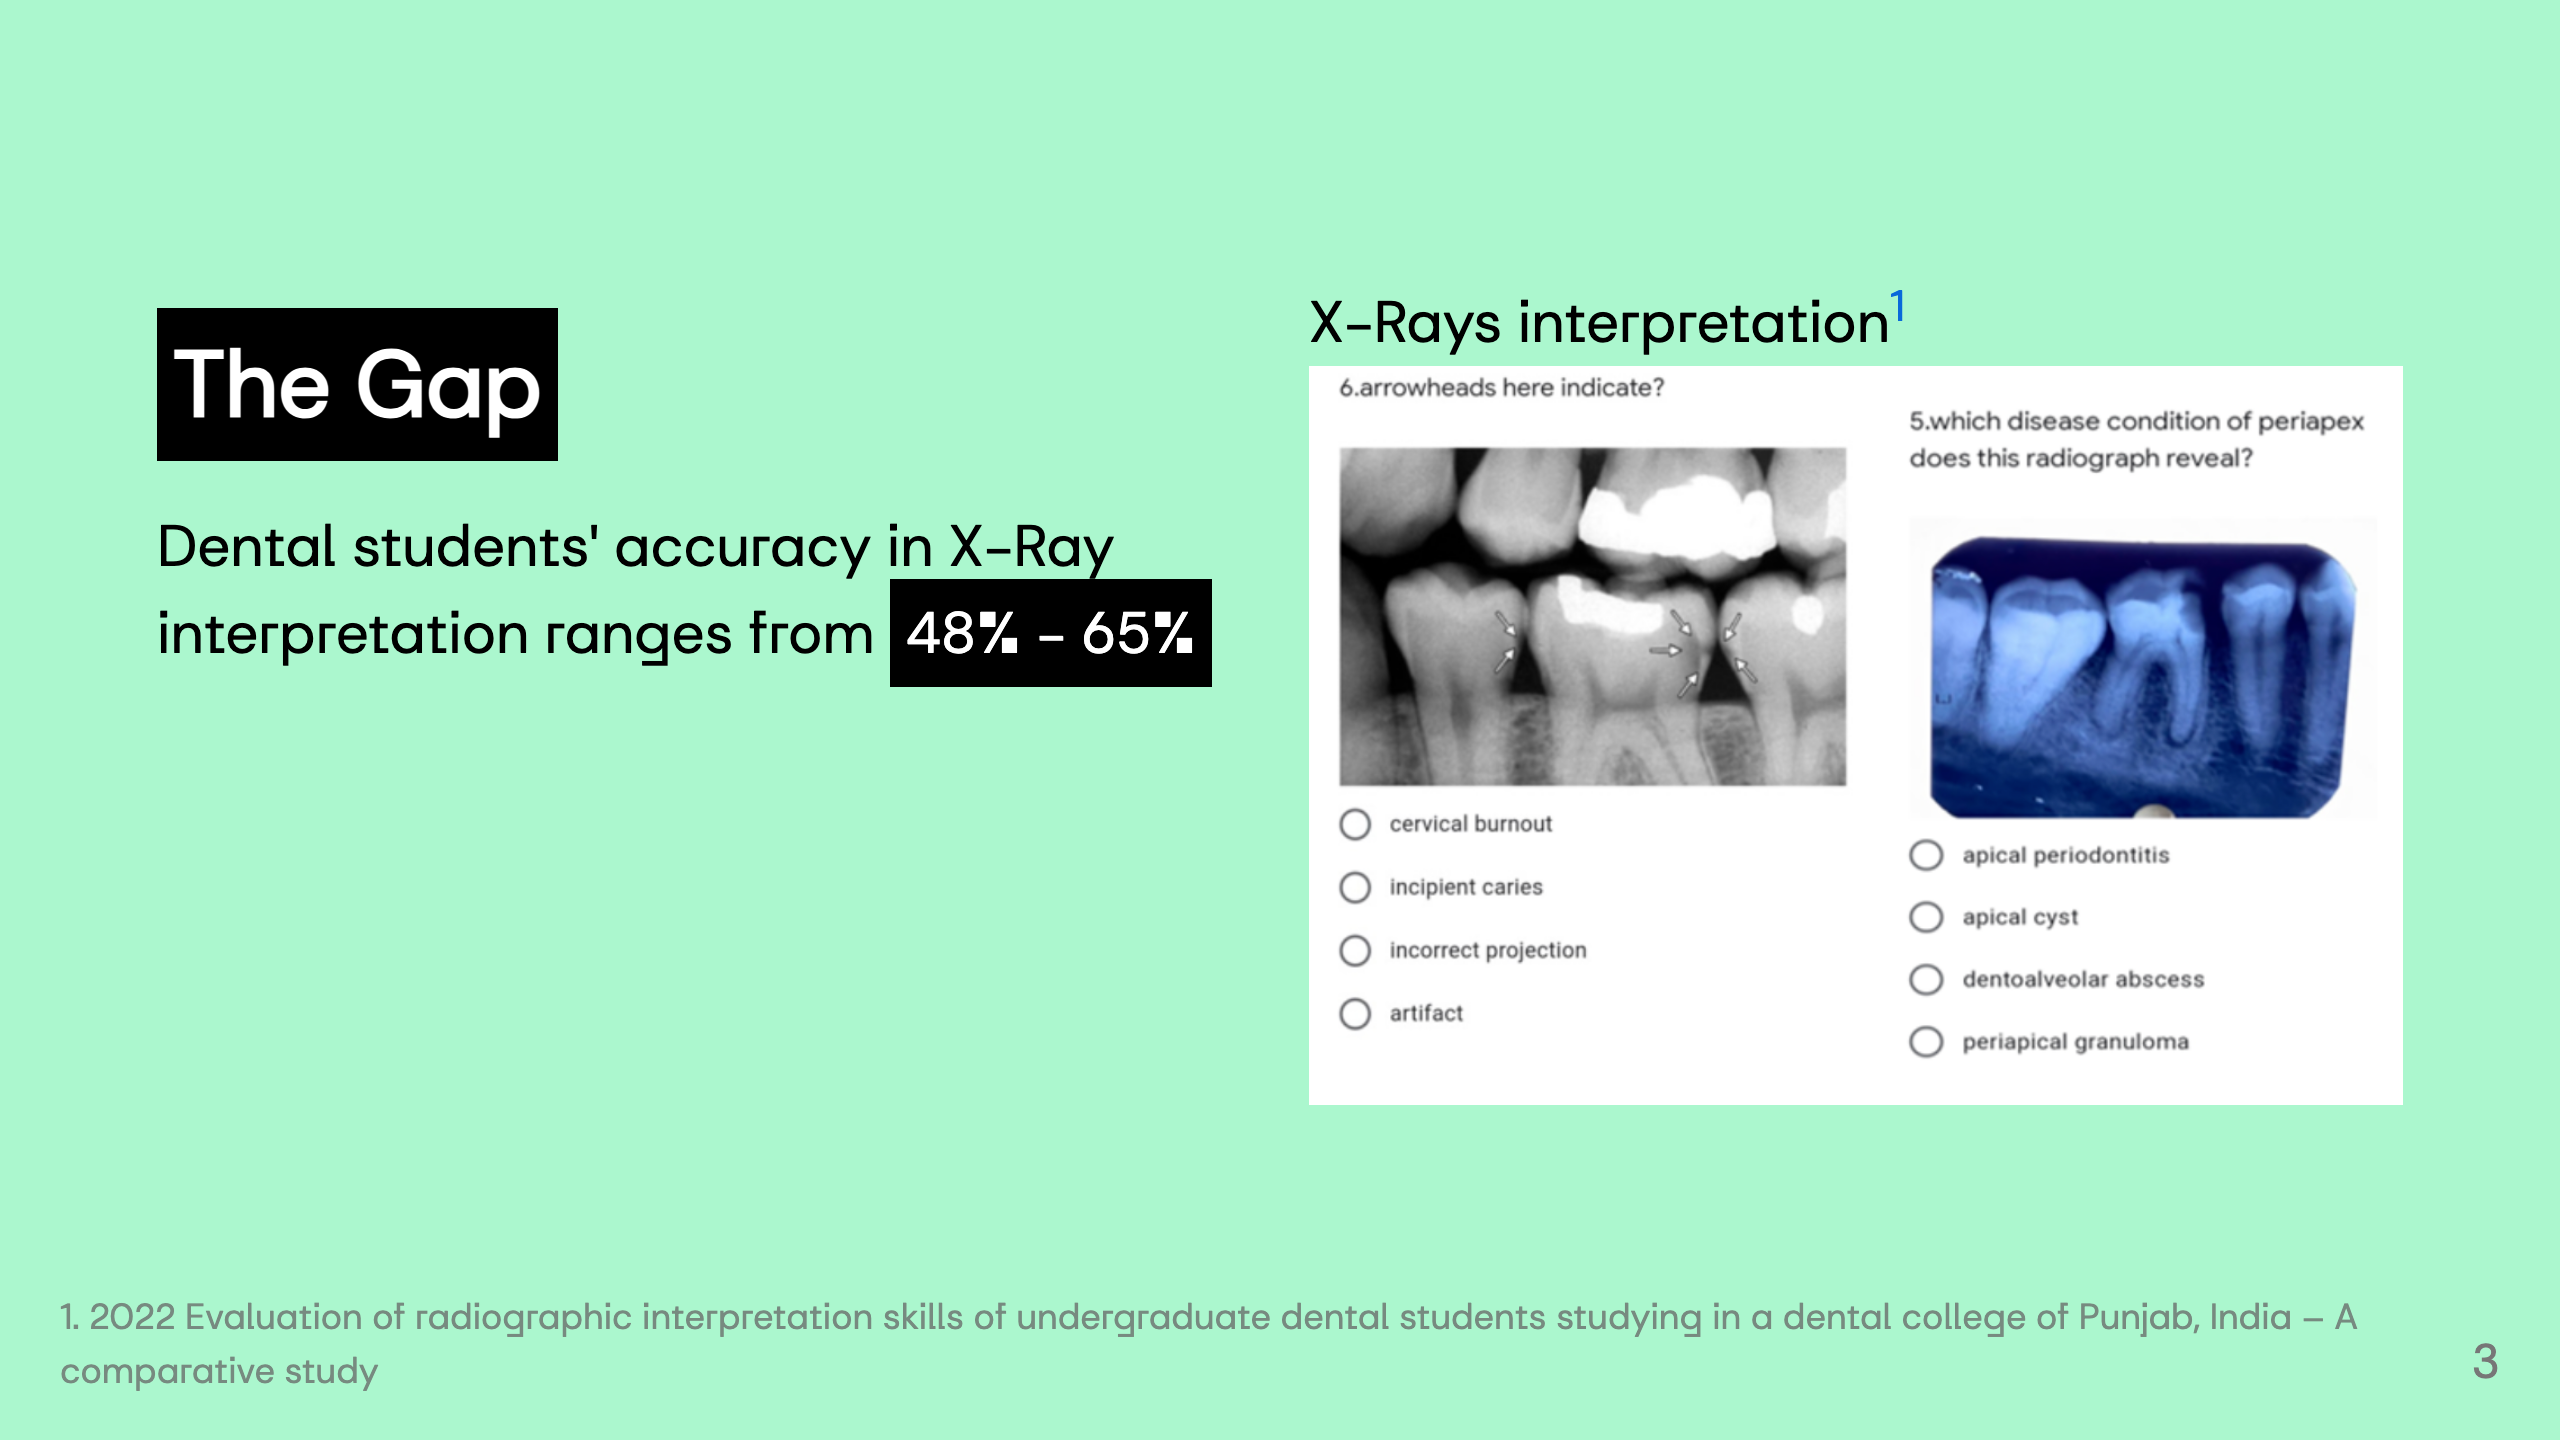 The Gap
Dental students' accuracy in X-Ray
interpretation ranges from 48% - 65%
X-Rays interpretation1
6.arrowheads here indicate?
cervical burnout
incipient caries
incorrect projection
artifact
5.which disease condition of periapex
does this radiograph reveal?
apical periodontitis
apical cyst
dentoalveolar abscess
periapical granuloma
1. 2022 Evaluation of radiographic interpretation skills of undergraduate dental students studying in a dental college of Punjab, India – A
comparative study
3